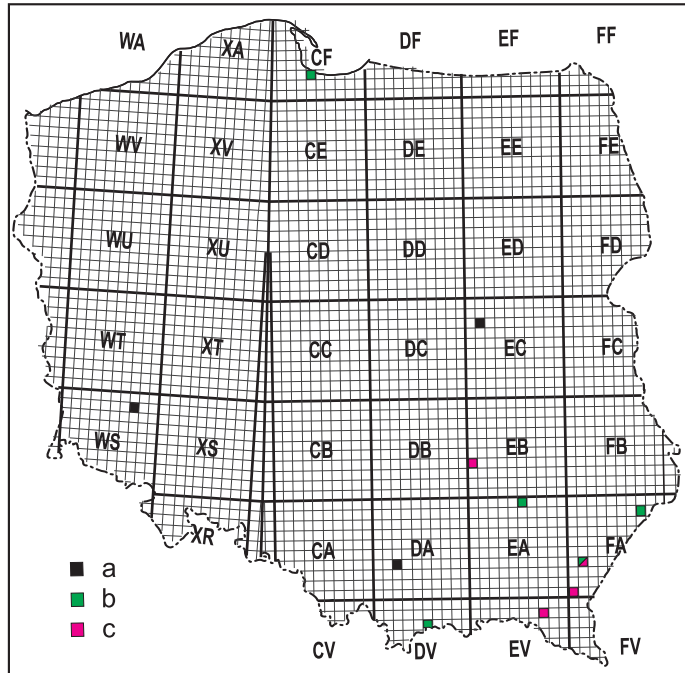 WA XA CF DF EF FF
WV XV CE DE EE FE
WU XU CD DD ED FD
WT XT CC DC EC FC
WS XS CB DB EB FB
XR CA DA EA FA
a
b
c
CV DV EV FV